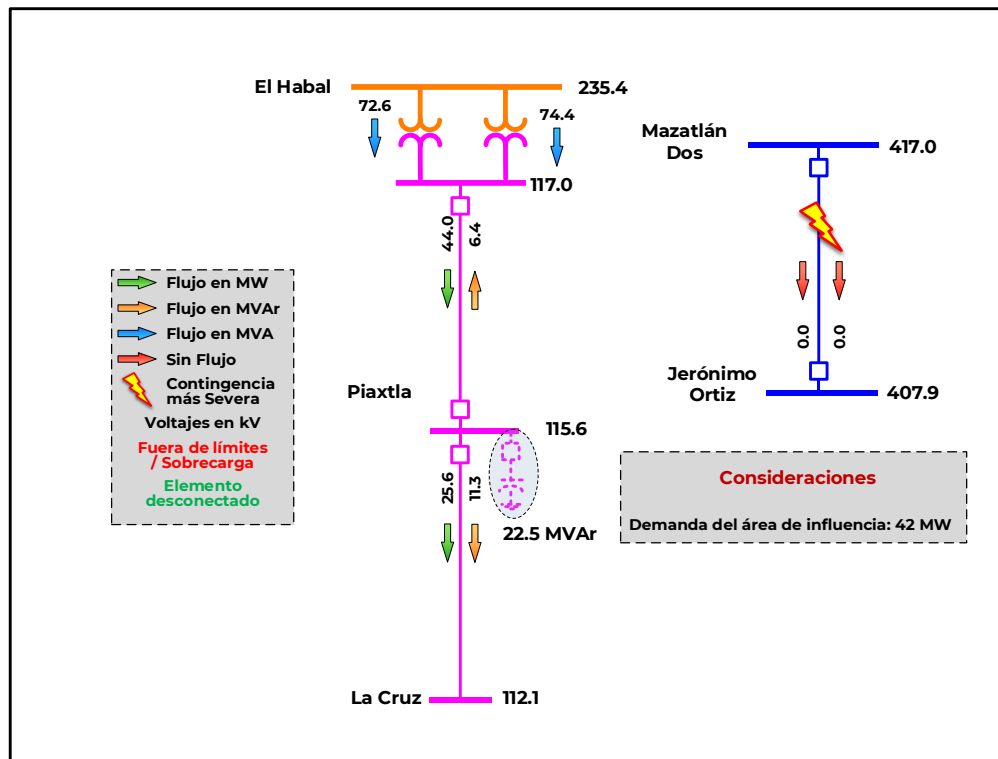 El Habal
235.4
72.6
74.4
117.0
44.0
6.4
Mazatlán
Dos
417.0
0.0
0.0
Jerónimo
Ortiz
407.9
Flujo en MW
Flujo en MVAr
Flujo en MVA
Sin Flujo
Contingencia
más Severa
Voltajes en kV
Fuera de límites
/ Sobrecarga
Elemento
desconectado
Piaxtla
115.6
25.6
11.3
22.5 MVAr
La Cruz
112.1
Consideraciones
Demanda del área de influencia: 42 MW